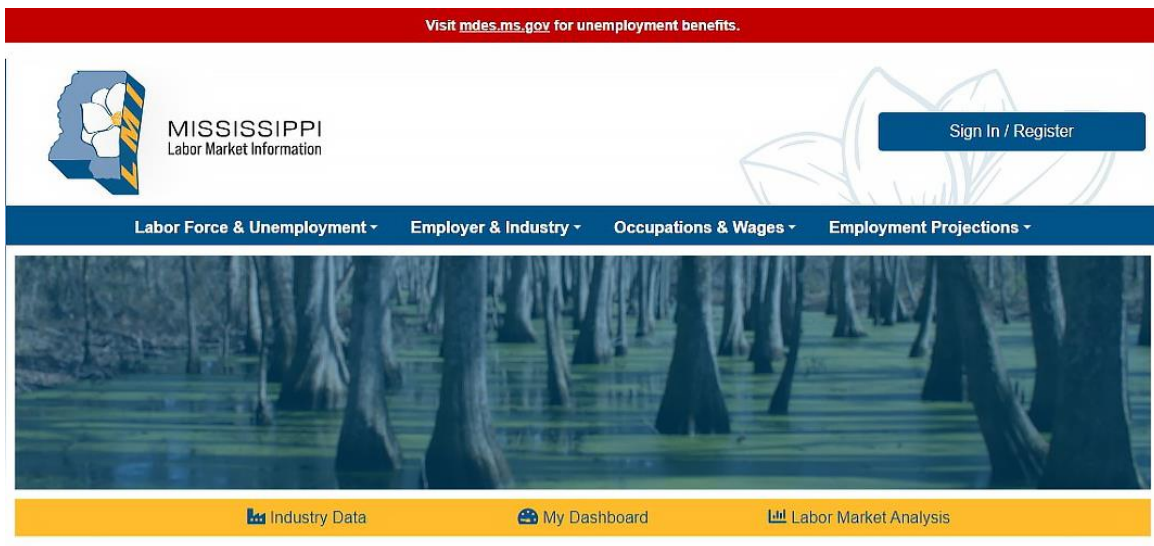 Visit mdes.ms.gov for unemployment benefits.
LMI
MISSISSIPPI
Labor Market Information
Sign In / Register
Labor Force & Unemployment
Employer & Industry
Occupations & Wages
Employment Projections
Industry Data
My Dashboard
Labor Market Analysis